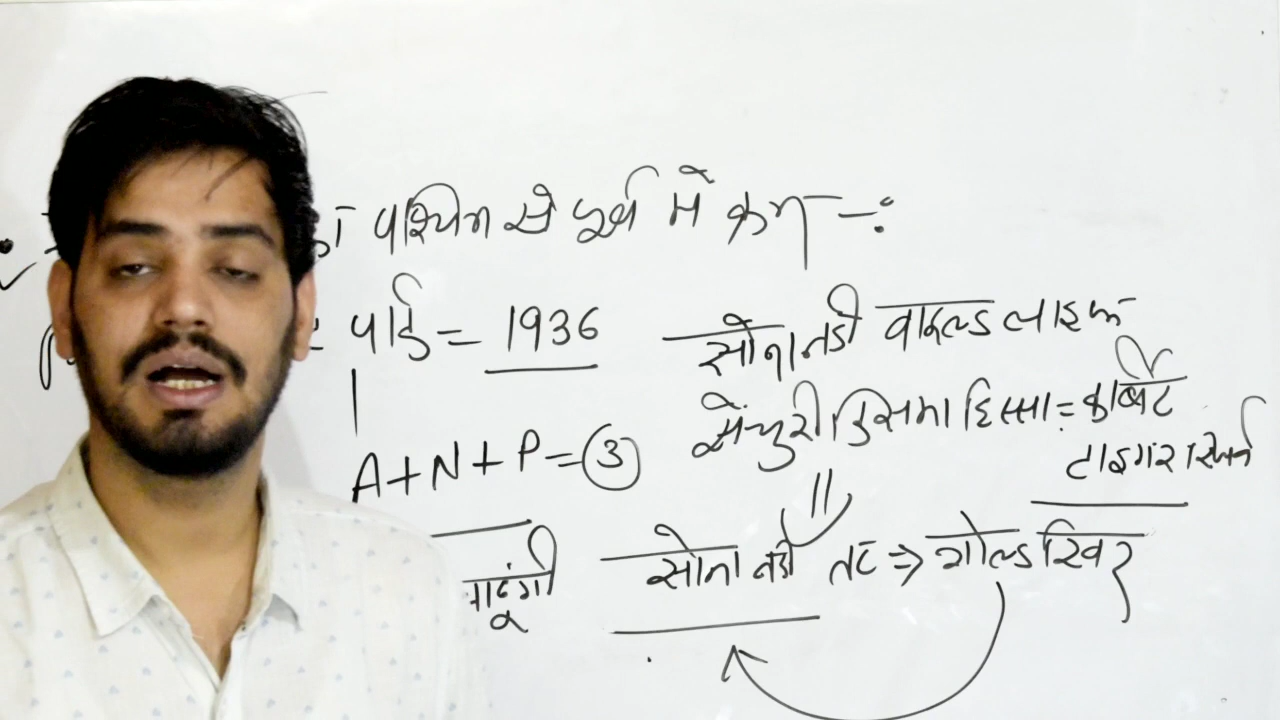 पश्चिम से पूर्व में क्रम -:
पार्क = 1936
A+N+P = 3
सोनानदी वाइल्ड लाइफ
सेंचुरी जिसका हिस्सा = कार्बेट
टाइगर रिजर्व
सोना नदी तट ⇒ गोल्ड रिवर